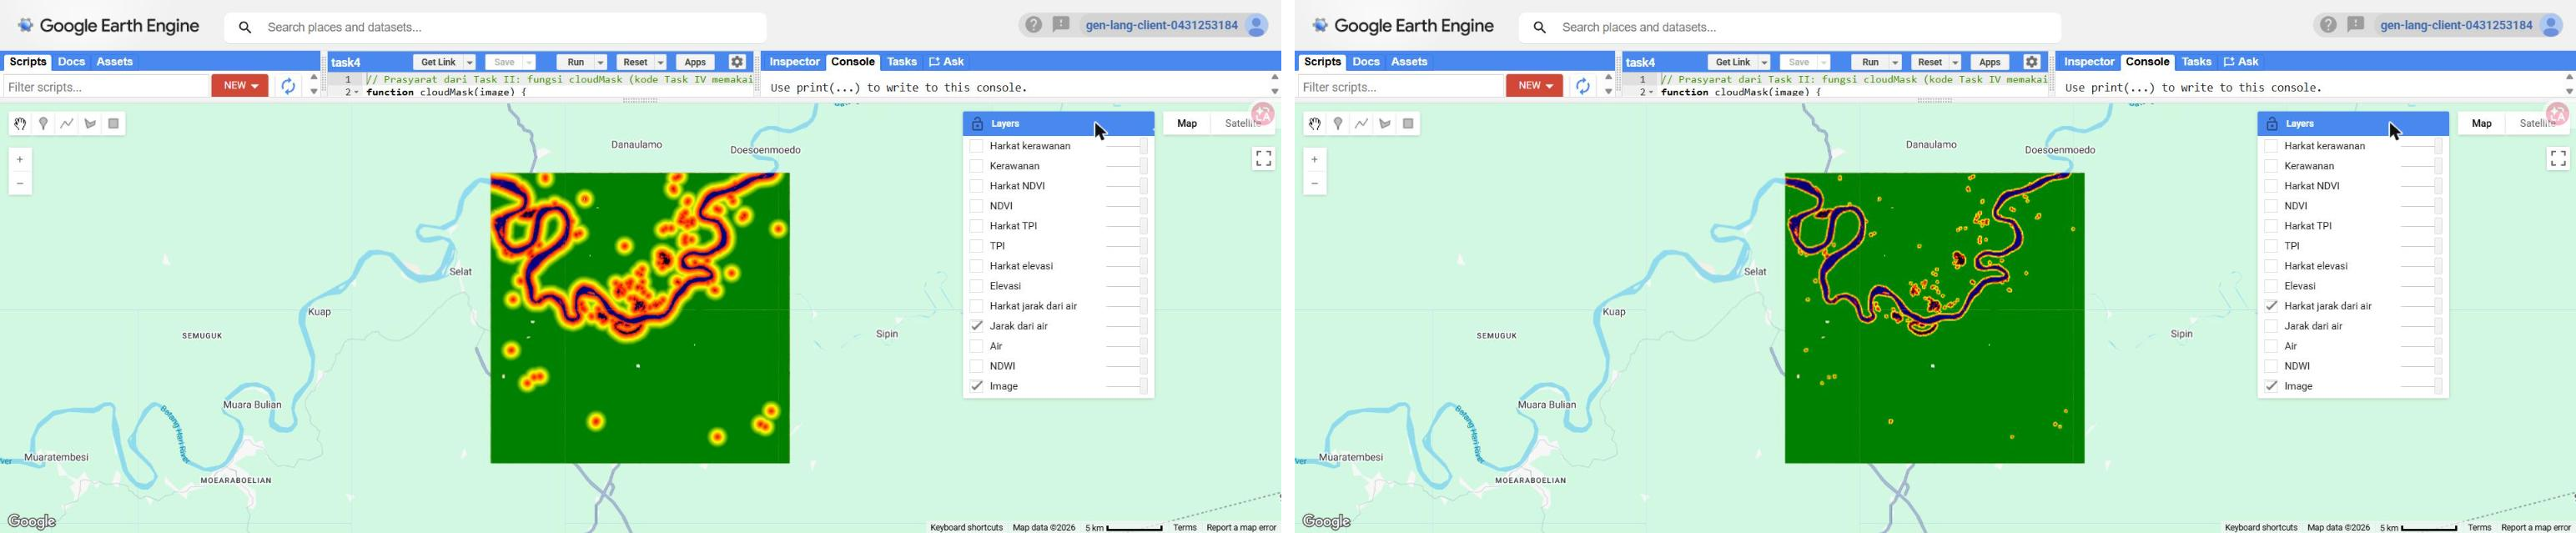 Google Earth Engine
Search places and datasets...
gen-lang-client-0431253184
Scripts Docs Assets
task4 Get Link Save Run Reset Apps
Inspector Console Tasks Ask
Filter scripts...
NEW
1 // Prasyarat dari Task II: fungsi cloudMask (kode Task IV memakai
2 function cloudMask(image) {
Use print(...) to write to this console.
Layers
Harkat kerawanan
Kerawanan
Harkat NDVI
NDVI
Harkat TPI
TPI
Harkat elevasi
Elevasi
Harkat jarak dari air
Jarak dari air
Air
NDWI
Image
Map Satellite
Danaulamo
Doesoenmoedo
Selat
Kuap
SEMUGUK
Sipin
Muara Bulian
Batang Hari River
Muaratembesi
MOEARABOELIAN
Google
Keyboard shortcuts Map data ©2026 5 km Terms Report a map error
Google Earth Engine
Search places and datasets...
gen-lang-client-0431253184
Scripts Docs Assets
task4 Get Link Save Run Reset Apps
Inspector Console Tasks Ask
Filter scripts...
NEW
1 // Prasyarat dari Task II: fungsi cloudMask (kode Task IV memakai
2 function cloudMask(image) {
Use print(...) to write to this console.
Layers
Harkat kerawanan
Kerawanan
Harkat NDVI
NDVI
Harkat TPI
TPI
Harkat elevasi
Elevasi
Harkat jarak dari air
Jarak dari air
Air
NDWI
Image
Map Satellite
Danaulamo
Doesoenmoedo
Selat
Kuap
SEMUGUK
Sipin
Muara Bulian
Batang Hari River
Muaratembesi
MOEARABOELIAN
Google
Keyboard shortcuts Map data ©2026 5 km Terms Report a map error